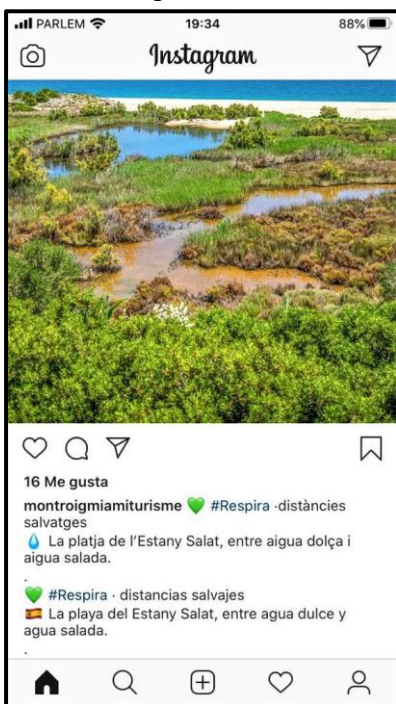 PARLEM 19:34 88%
Instagram
16 Me gusta
montroigmiamiturisme 💚 #Respira ·distàncies
salvatges
💧 La platja de l'Estany Salat, entre aigua dolça i
aigua salada.
.
💚 #Respira · distancias salvajes
🇪🇸 La playa del Estany Salat, entre agua dulce y
agua salada.
.